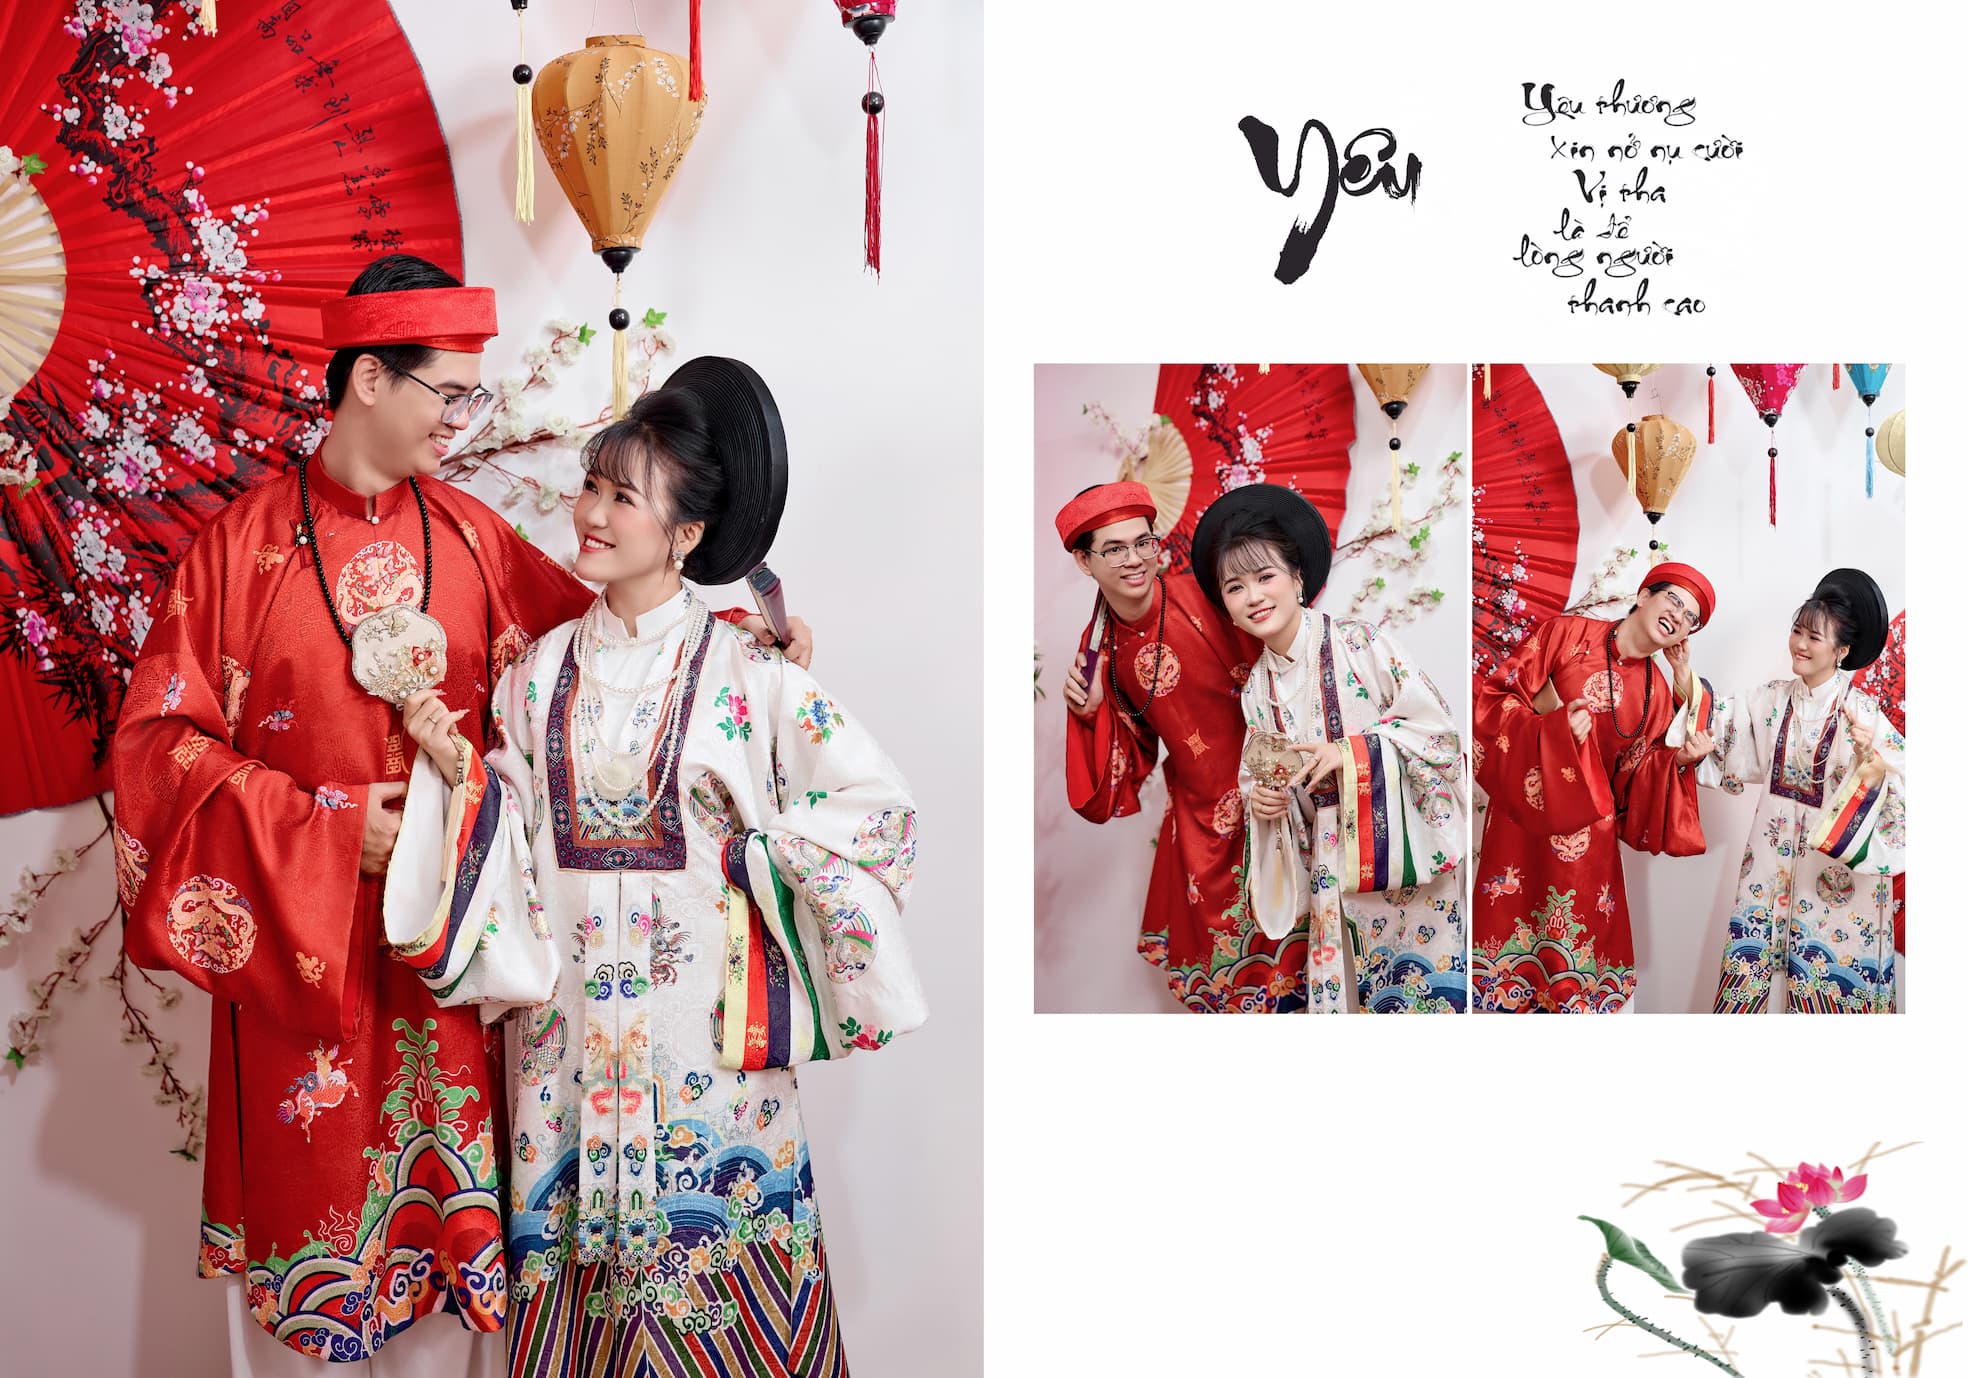 Yêu
Yêu thương
xin nở nụ cười
Vị tha
là để
lòng người
thanh cao